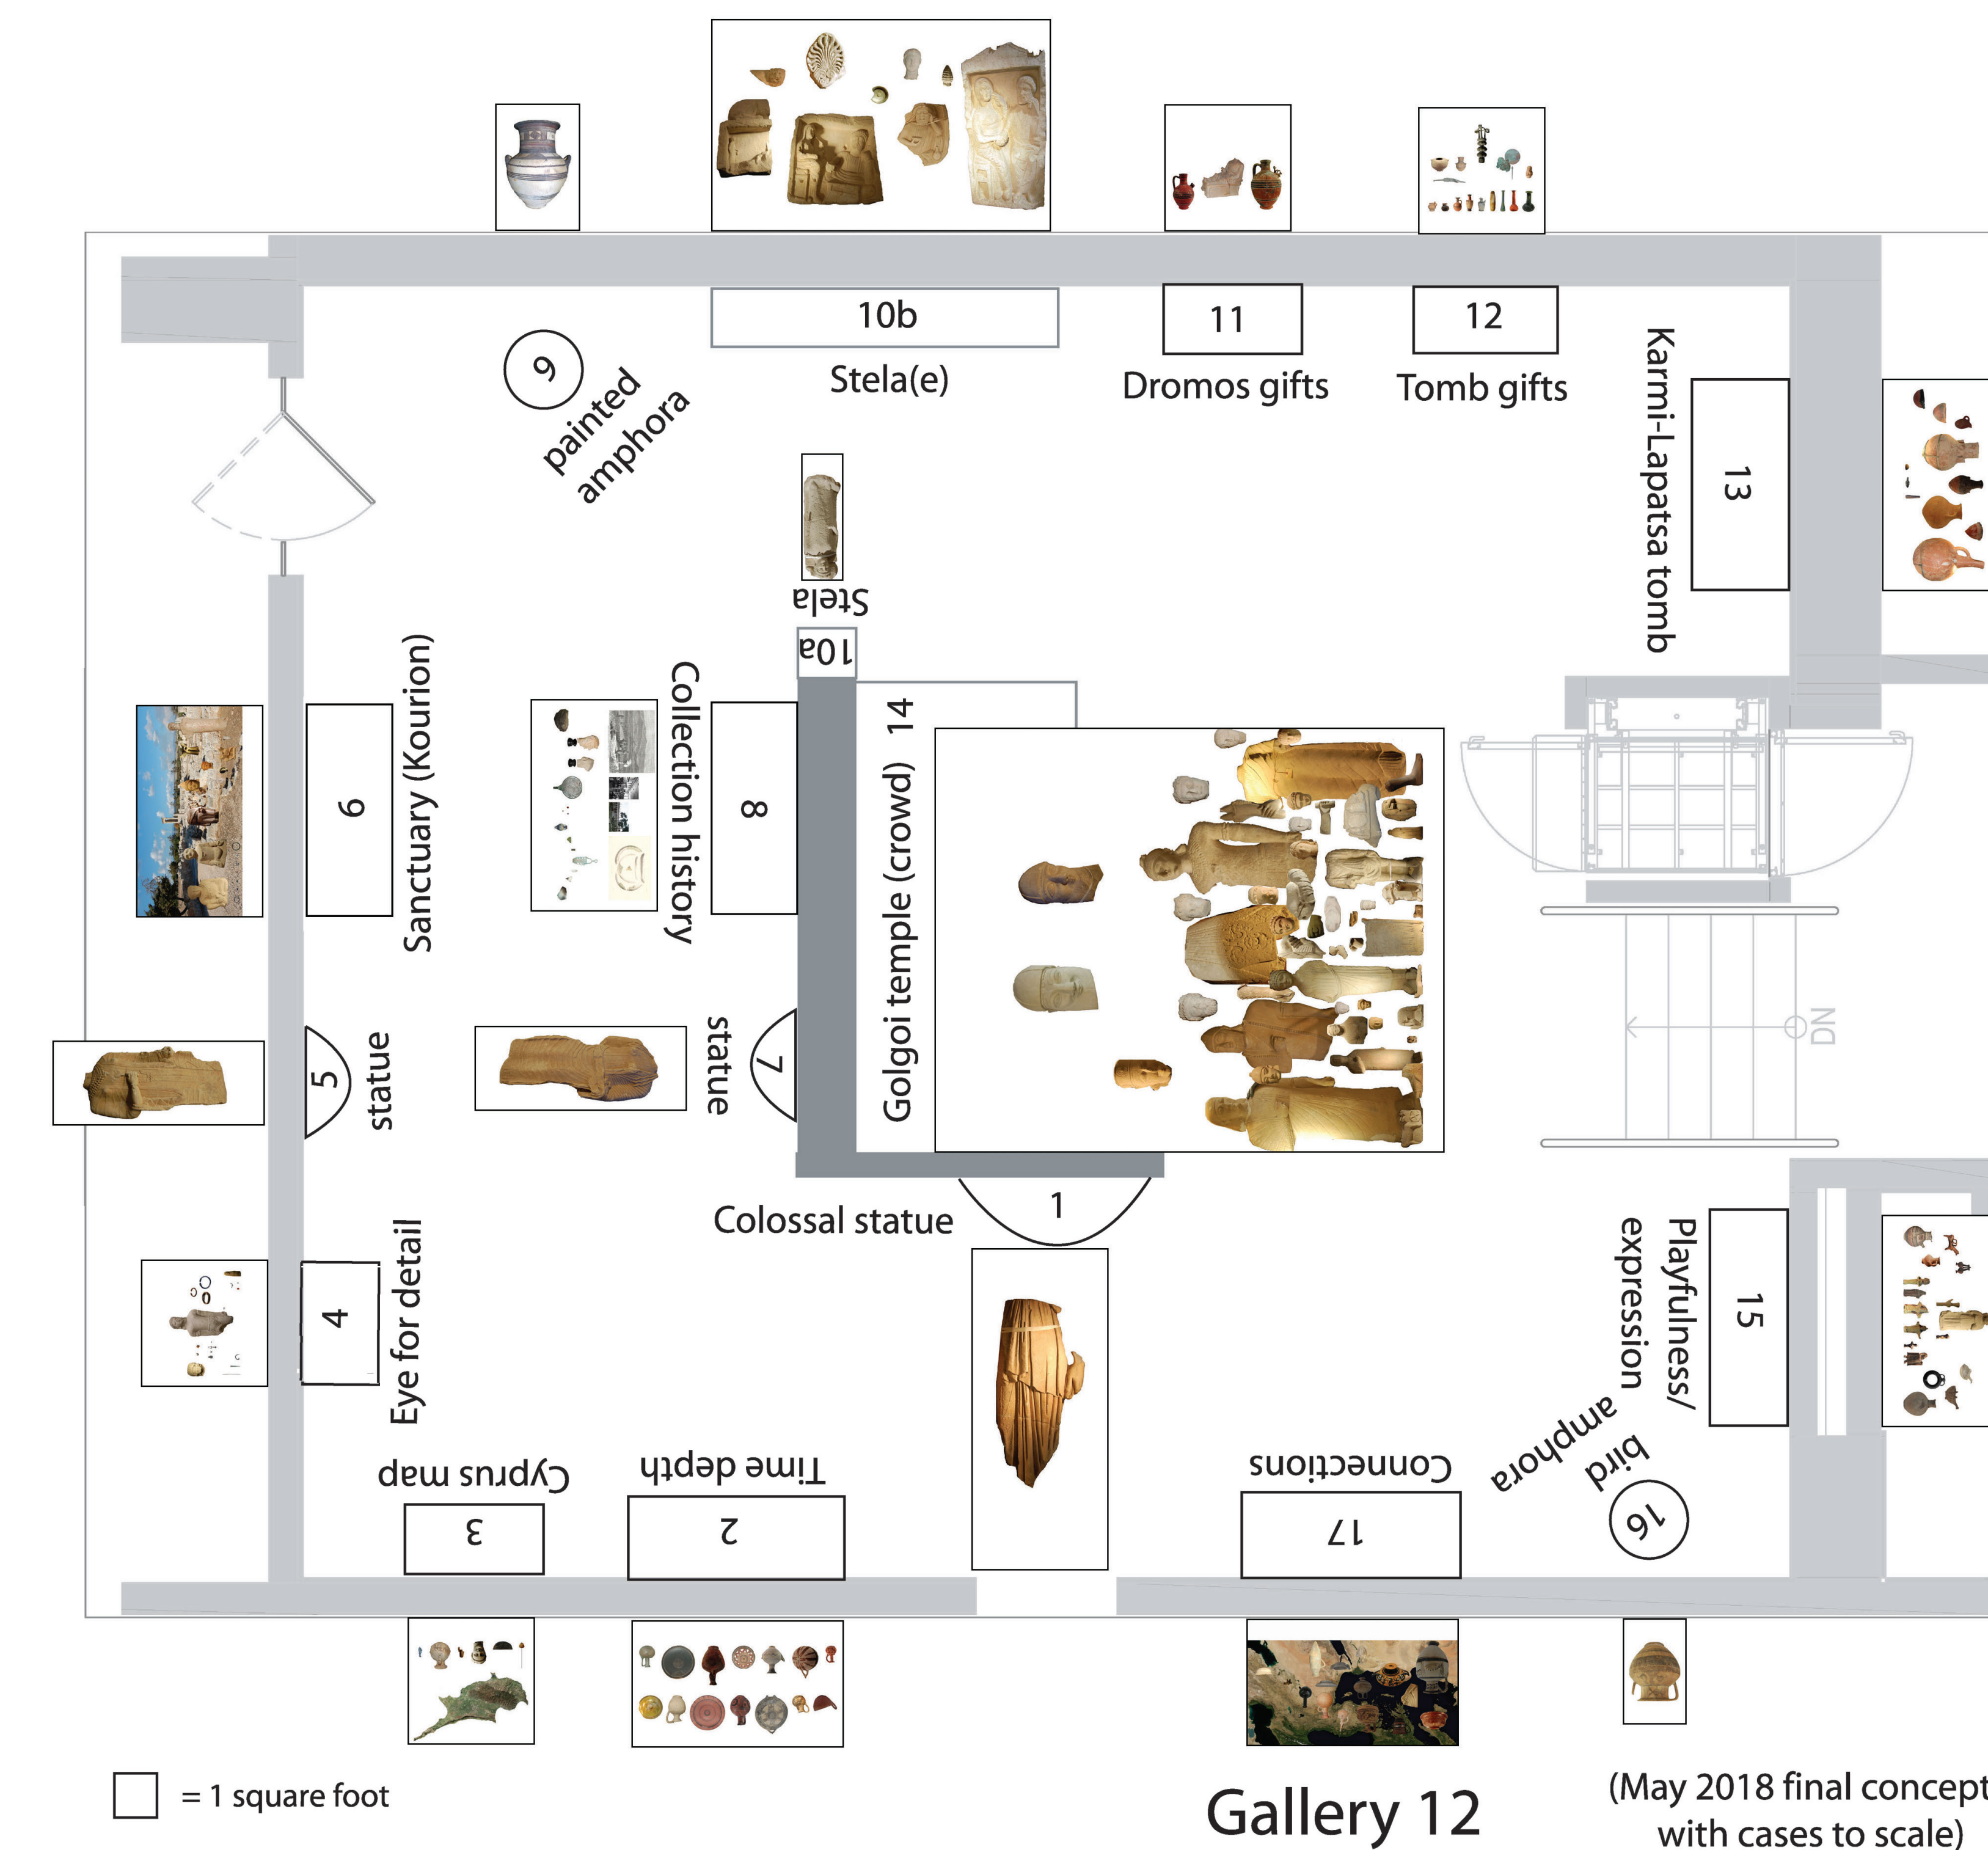 10b
Stela(e)
11
Dromos gifts
12
Tomb gifts
9
painted
amphora
Karmi-Lapatsa tomb
13
Stela
10a
6
Sanctuary (Kourion)
Collection history
8
Golgoi temple (crowd) 14
5
statue
statue
7
DN
Colossal statue
1
4
Eye for detail
Playfulness/
expression
15
Cyprus map
3
Time depth
2
Connections
17
bird
amphora
16
= 1 square foot
Gallery 12
(May 2018 final concept
with cases to scale)